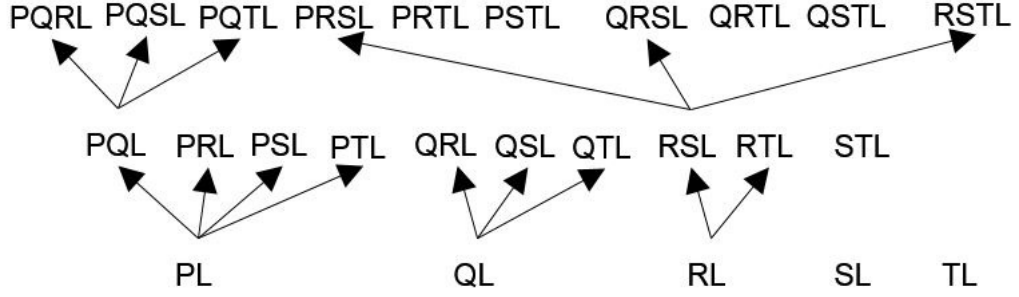 PQRL PQSL PQTL PRSL PRTL PSTL QRSL QRTL QSTL RSTL
PQL PRL PSL PTL QRL QSL QTL RSL RTL STL
PL QL RL SL TL